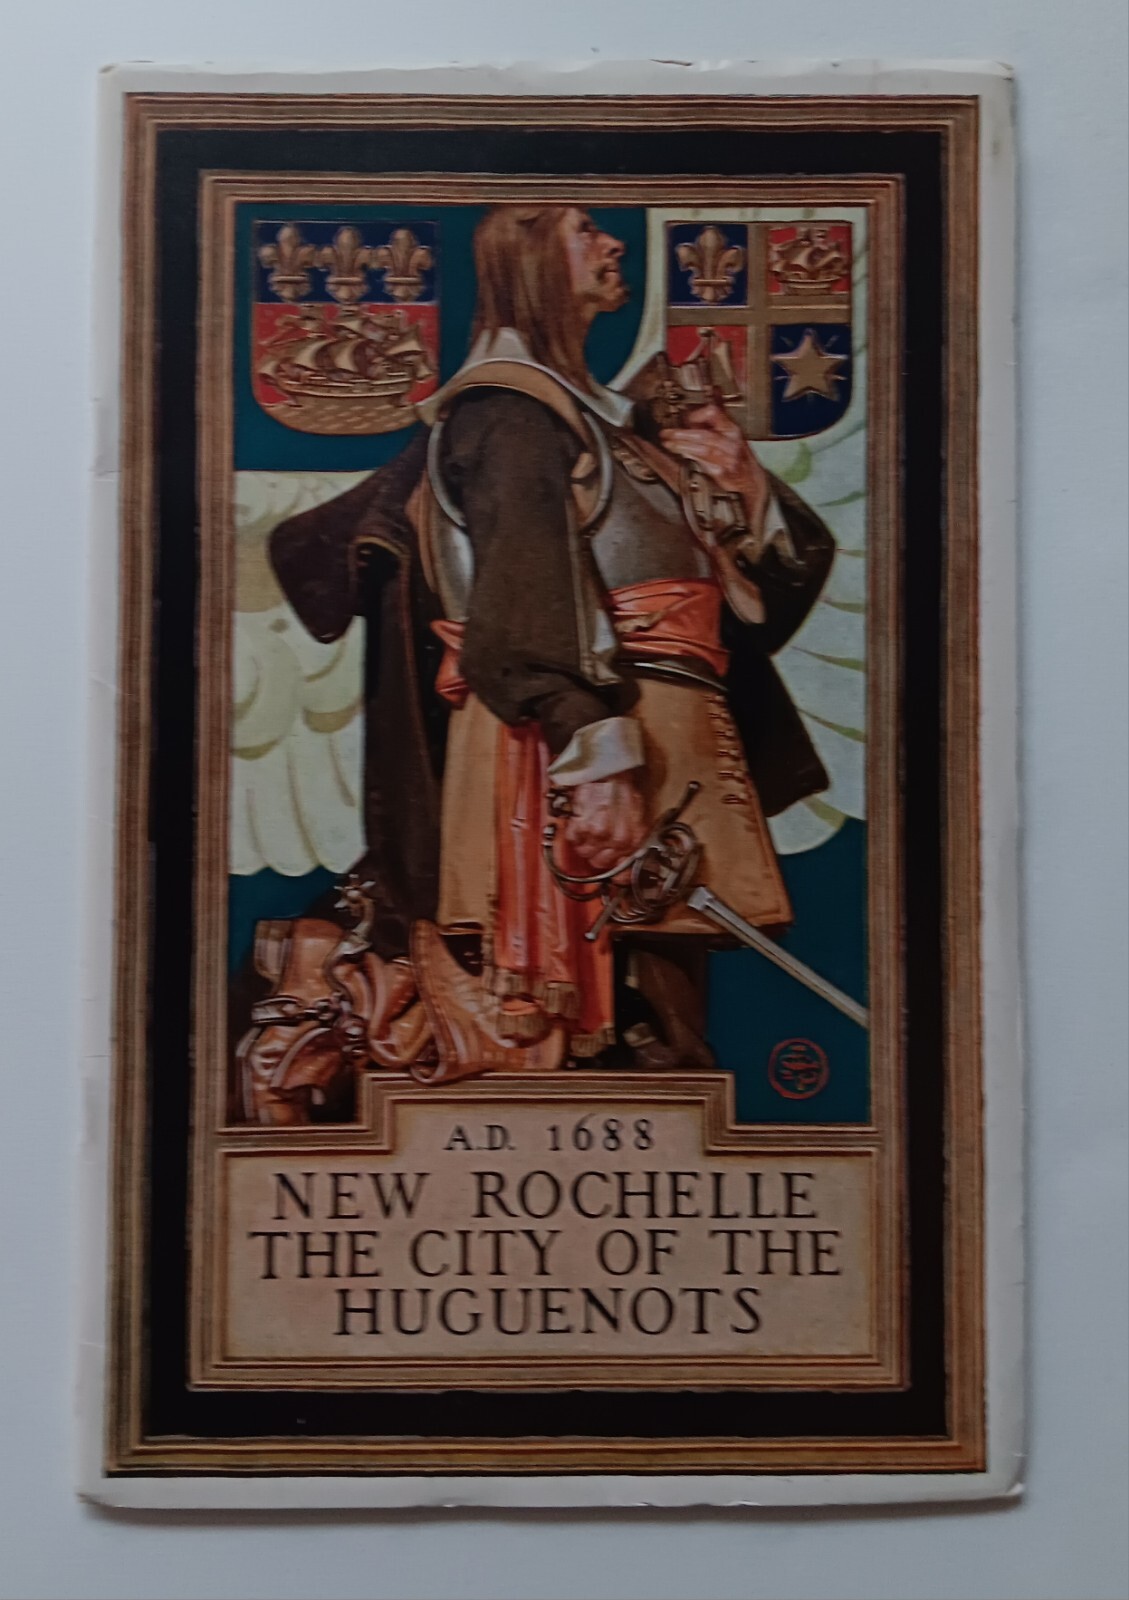 A.D. 1688
NEW ROCHELLE
THE CITY OF THE
HUGUENOTS